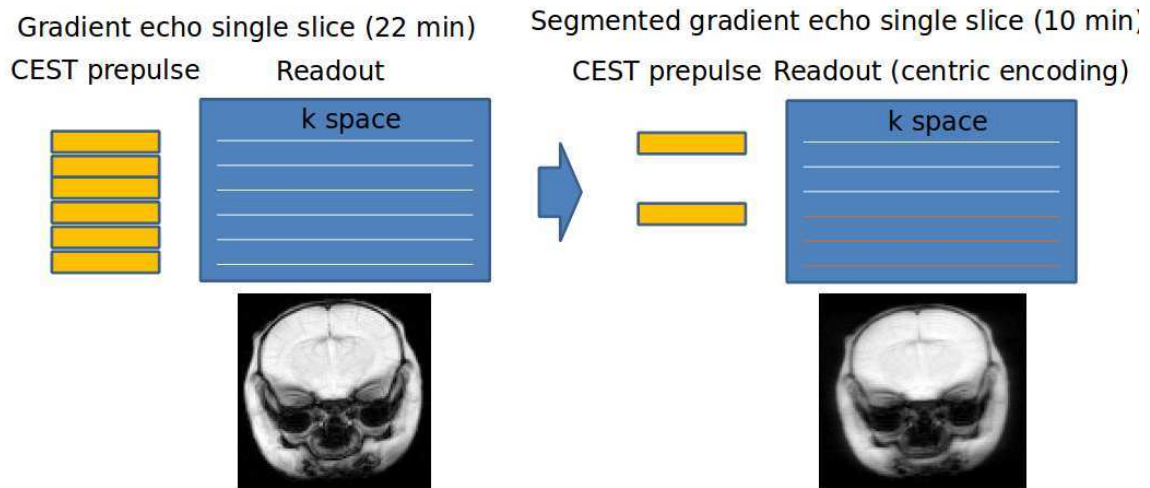 Gradient echo single slice (22 min)
CEST prepulse Readout
k space
Segmented gradient echo single slice (10 min)
CEST prepulse Readout (centric encoding)
k space